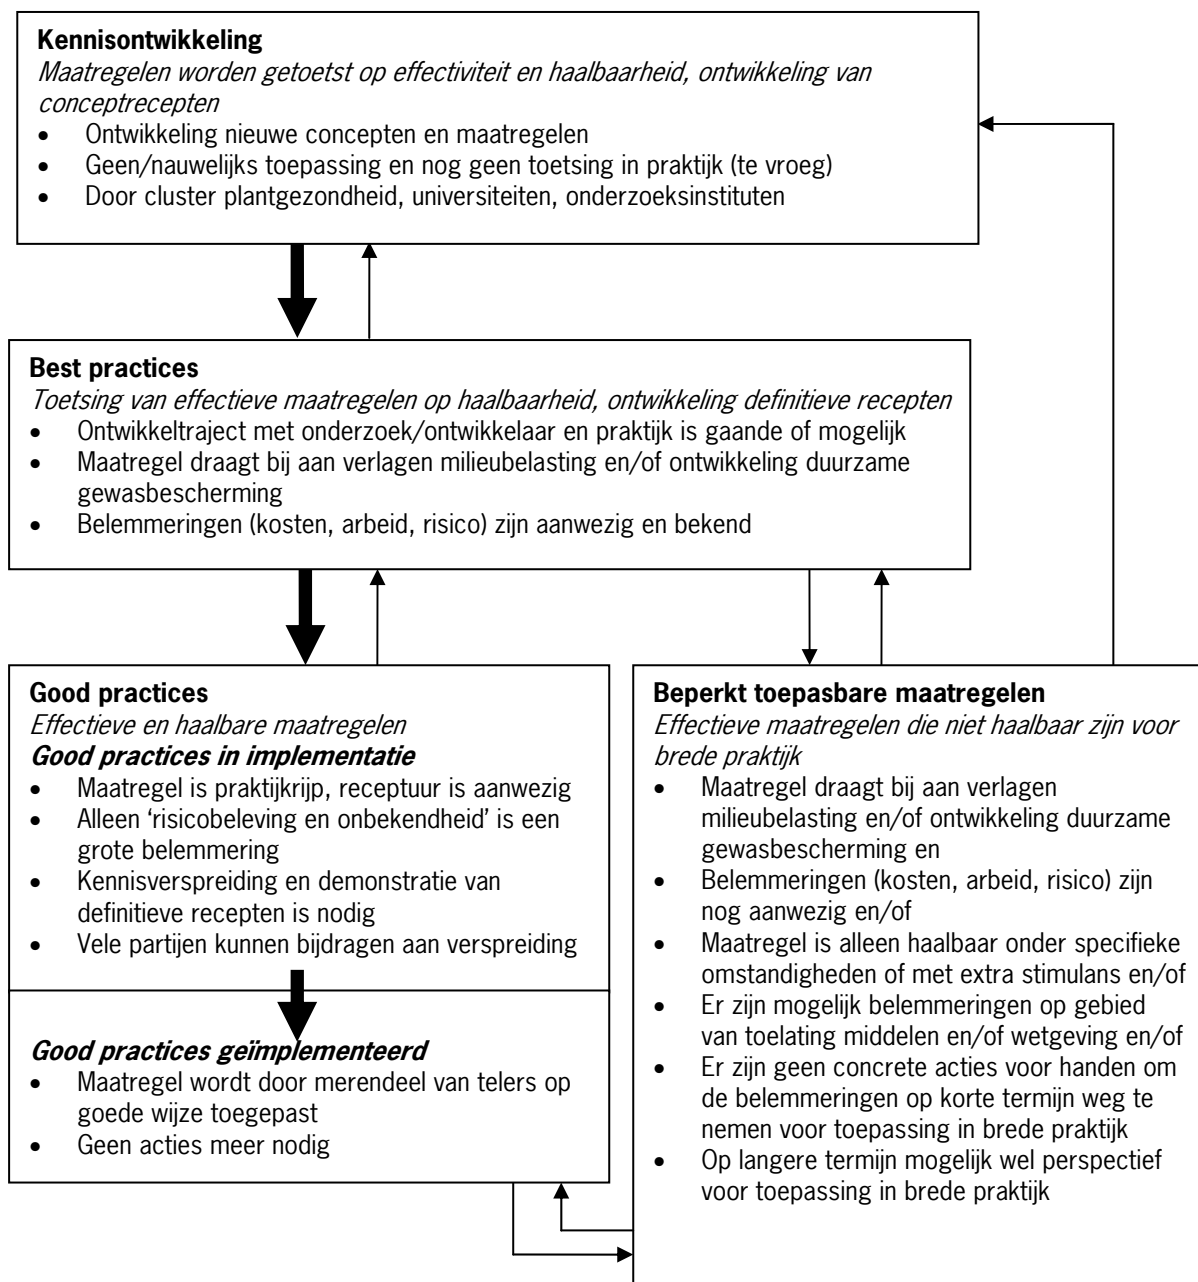 Kennisontwikkeling
Maatregelen worden getoetst op effectiviteit en haalbaarheid, ontwikkeling van
conceptrecepten
• Ontwikkeling nieuwe concepten en maatregelen
• Geen/nauwelijks toepassing en nog geen toetsing in praktijk (te vroeg)
• Door cluster plantgezondheid, universiteiten, onderzoeksinstituten
Best practices
Toetsing van effectieve maatregelen op haalbaarheid, ontwikkeling definitieve recepten
• Ontwikkeltraject met onderzoek/ontwikkelaar en praktijk is gaande of mogelijk
• Maatregel draagt bij aan verlagen milieubelasting en/of ontwikkeling duurzame
gewasbescherming
• Belemmeringen (kosten, arbeid, risico) zijn aanwezig en bekend
Good practices
Effectieve en haalbare maatregelen
Good practices in implementatie
• Maatregel is praktijkrijp, receptuur is aanwezig
• Alleen ‘risicobeleving en onbekendheid’ is een
grote belemmering
• Kennisverspreiding en demonstratie van
definitieve recepten is nodig
• Vele partijen kunnen bijdragen aan verspreiding
Good practices geïmplementeerd
• Maatregel wordt door merendeel van telers op
goede wijze toegepast
• Geen acties meer nodig
Beperkt toepasbare maatregelen
Effectieve maatregelen die niet haalbaar zijn voor
brede praktijk
• Maatregel draagt bij aan verlagen
milieubelasting en/of ontwikkeling duurzame
gewasbescherming en
• Belemmeringen (kosten, arbeid, risico) zijn
nog aanwezig en/of
• Maatregel is alleen haalbaar onder specifieke
omstandigheden of met extra stimulans en/of
• Er zijn mogelijk belemmeringen op gebied
van toelating middelen en/of wetgeving en/of
• Er zijn geen concrete acties voor handen om
de belemmeringen op korte termijn weg te
nemen voor toepassing in brede praktijk
• Op langere termijn mogelijk wel perspectief
voor toepassing in brede praktijk